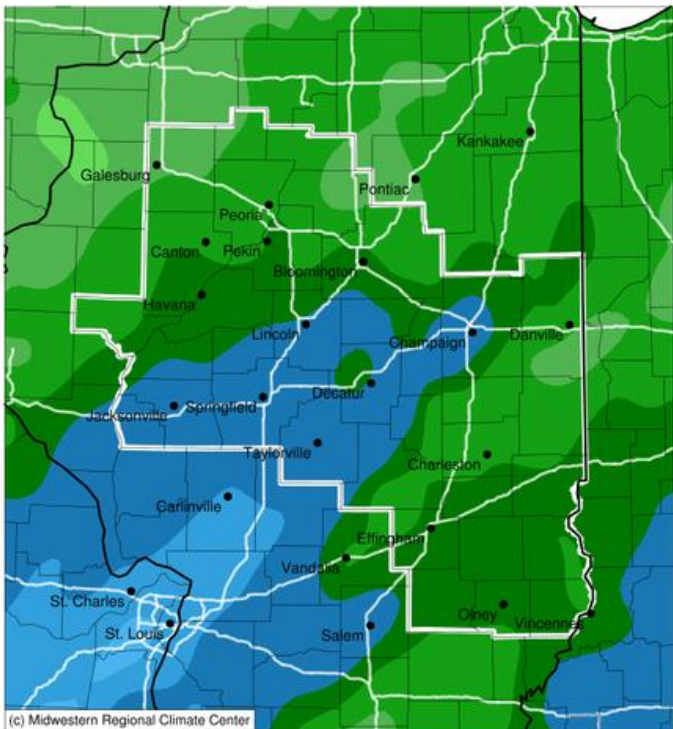 Kankakee
Galesburg
Pontiac
Peoria
Canton
Pekin
Bloomington
Havana
Lincoln
Champaign
Danville
Decatur
Jacksonville
Springfield
Taylorville
Charleston
Carlinville
Effingham
Vandalia
St. Charles
Olney
Vincennes
St. Louis
Salem
(c) Midwestern Regional Climate Center